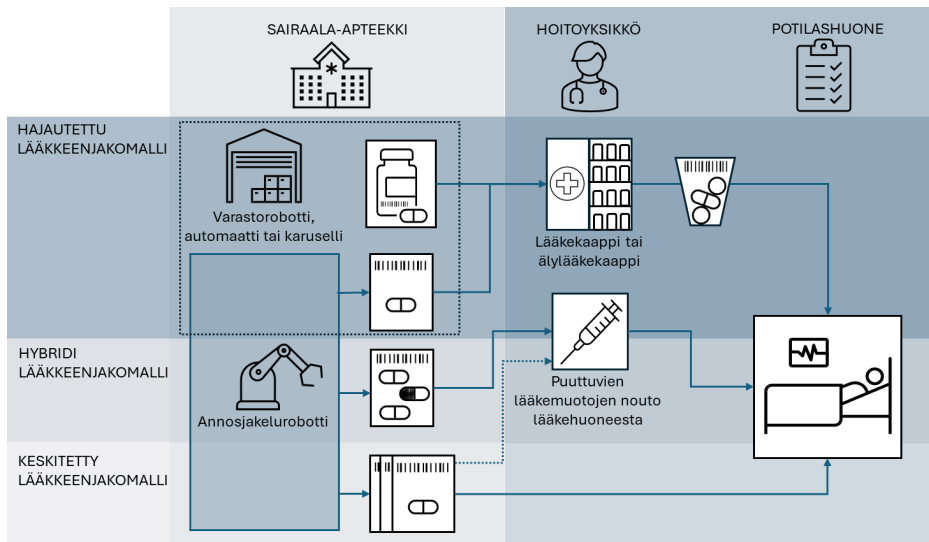 SAIRAALA-APTEEKKI
HOITOYKSIKKÖ
POTILASHUONE
HAJAUTETTU
LÄÄKKEENJAKOMALLI
Varastorobotti,
automaatti tai karuselli
Lääkekaappi tai
älylääkekaappi
HYBRIDI
LÄÄKKEENJAKOMALLI
Annosjakelurobotti
Puuttuvien
lääkemuotojen nouto
lääkehuoneesta
KESKITETTY
LÄÄKKEENJAKOMALLI